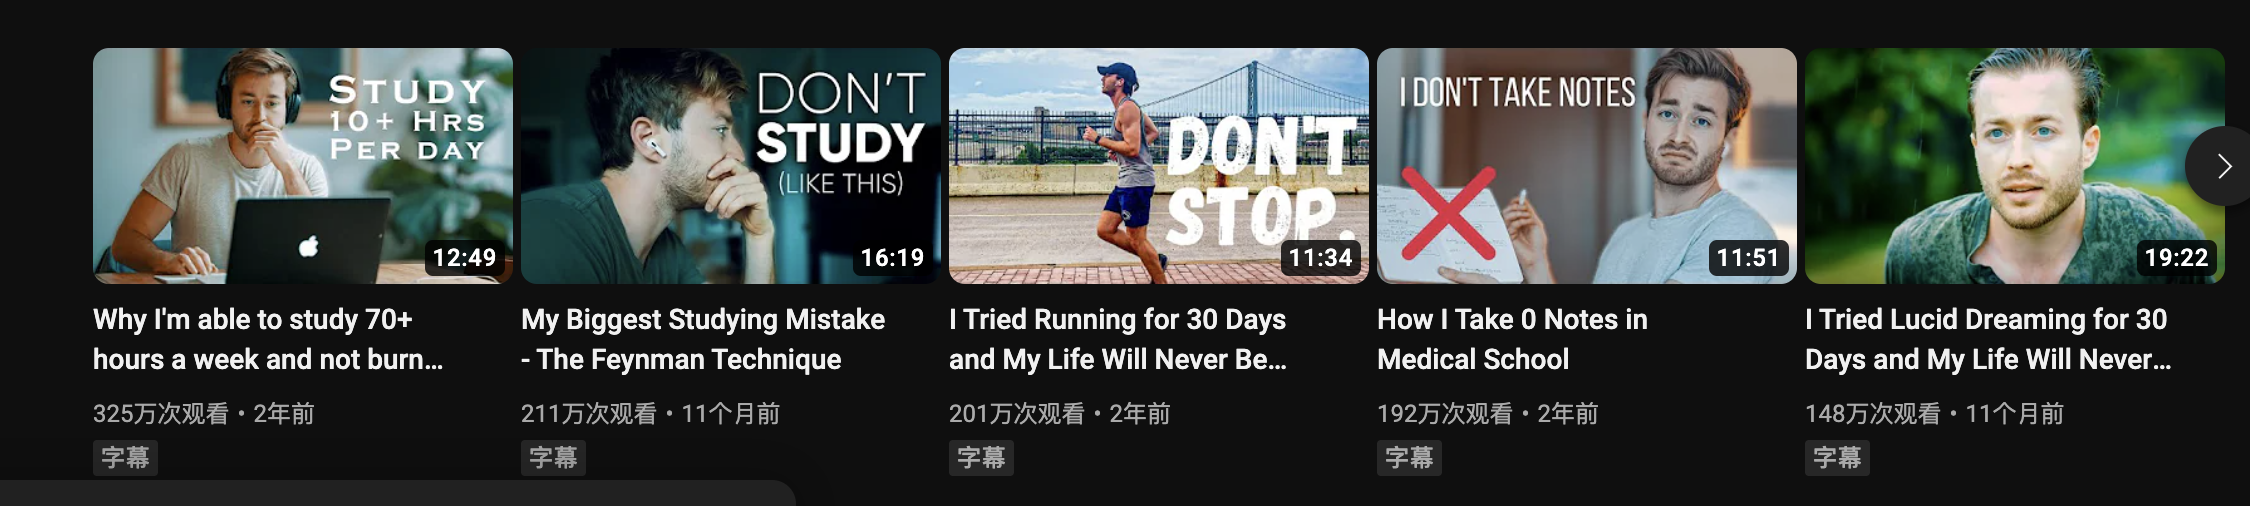 STUDY
10+ HRS
PER DAY
12:49
Why I'm able to study 70+
hours a week and not burn...
325万次观看・2年前
字幕
DON'T
STUDY
(LIKE THIS)
16:19
My Biggest Studying Mistake
- The Feynman Technique
211万次观看・11个月前
字幕
DON'T
STOP.
11:34
I Tried Running for 30 Days
and My Life Will Never Be...
201万次观看・2年前
字幕
I DON'T TAKE NOTES
11:51
How I Take 0 Notes in
Medical School
192万次观看・2年前
字幕
19:22
I Tried Lucid Dreaming for 30
Days and My Life Will Never...
148万次观看・11个月前
字幕